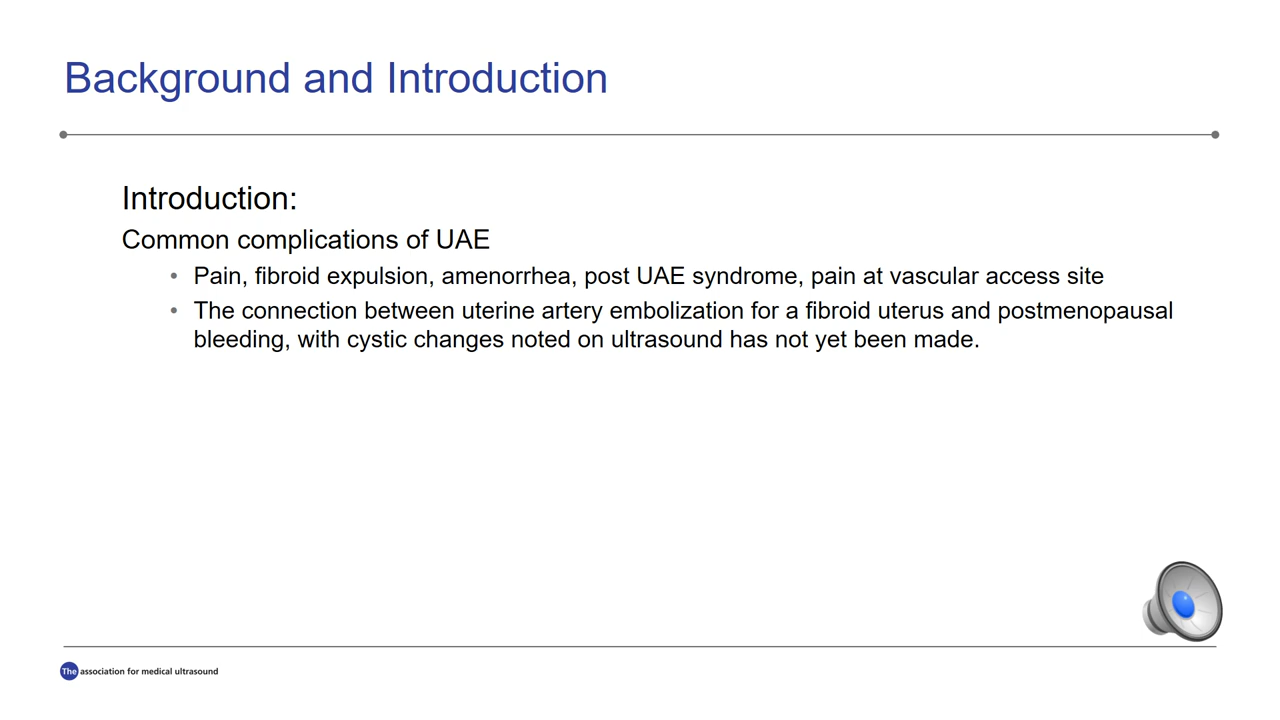 Background and Introduction
Introduction:
Common complications of UAE
• Pain, fibroid expulsion, amenorrhea, post UAE syndrome, pain at vascular access site
• The connection between uterine artery embolization for a fibroid uterus and postmenopausal
bleeding, with cystic changes noted on ultrasound has not yet been made.
The association for medical ultrasound